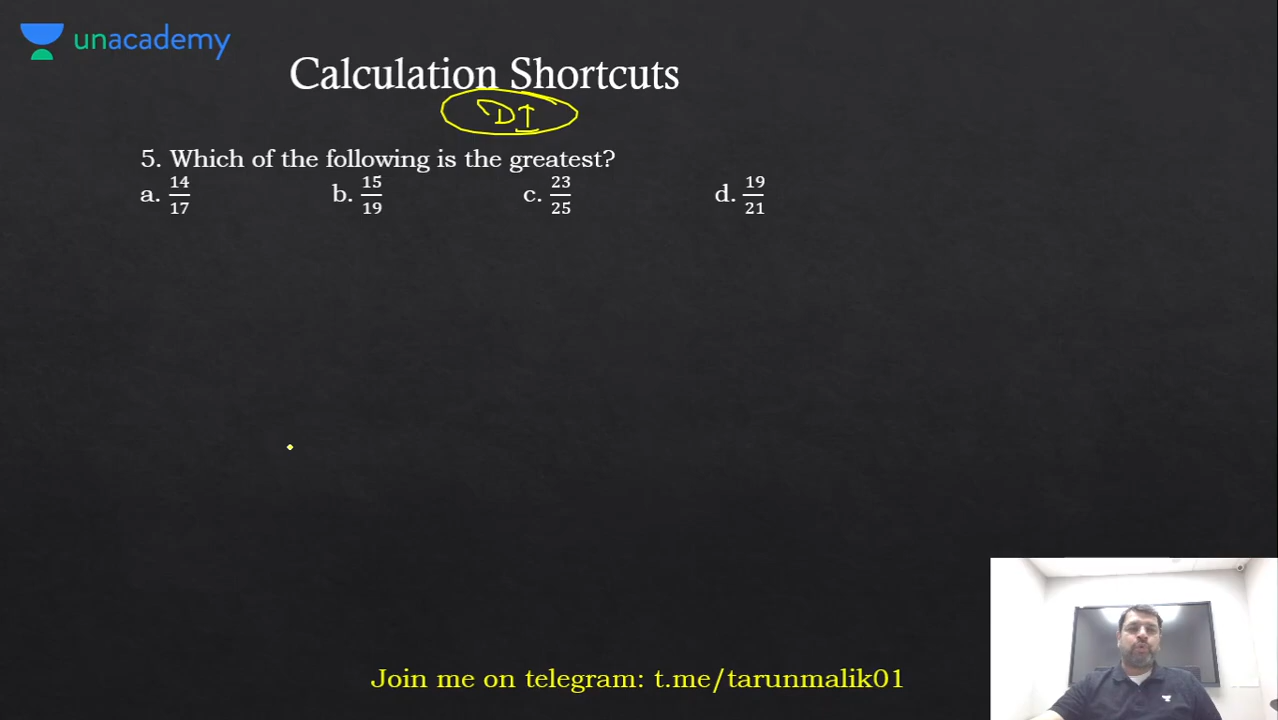 unacademy
Calculation Shortcuts
DI
5. Which of the following is the greatest?
a. 14/17 b. 15/19 c. 23/25 d. 19/21
Join me on telegram: t.me/tarunmalik01